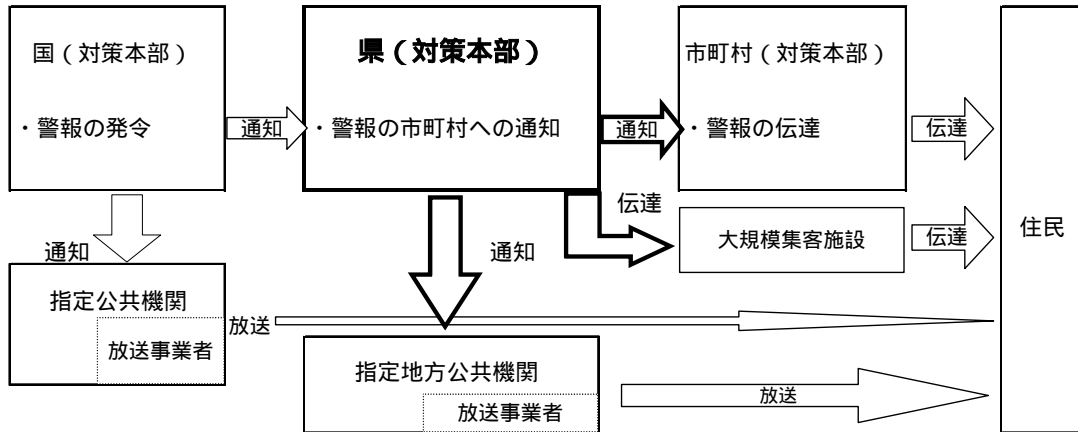 国（対策本部）
・警報の発令
通知
県（対策本部）
・警報の市町村への通知
通知
市町村（対策本部）
・警報の伝達
伝達
住民
通知
通知
伝達
大規模集客施設
伝達
指定公共機関
放送事業者
放送
指定地方公共機関
放送事業者
放送